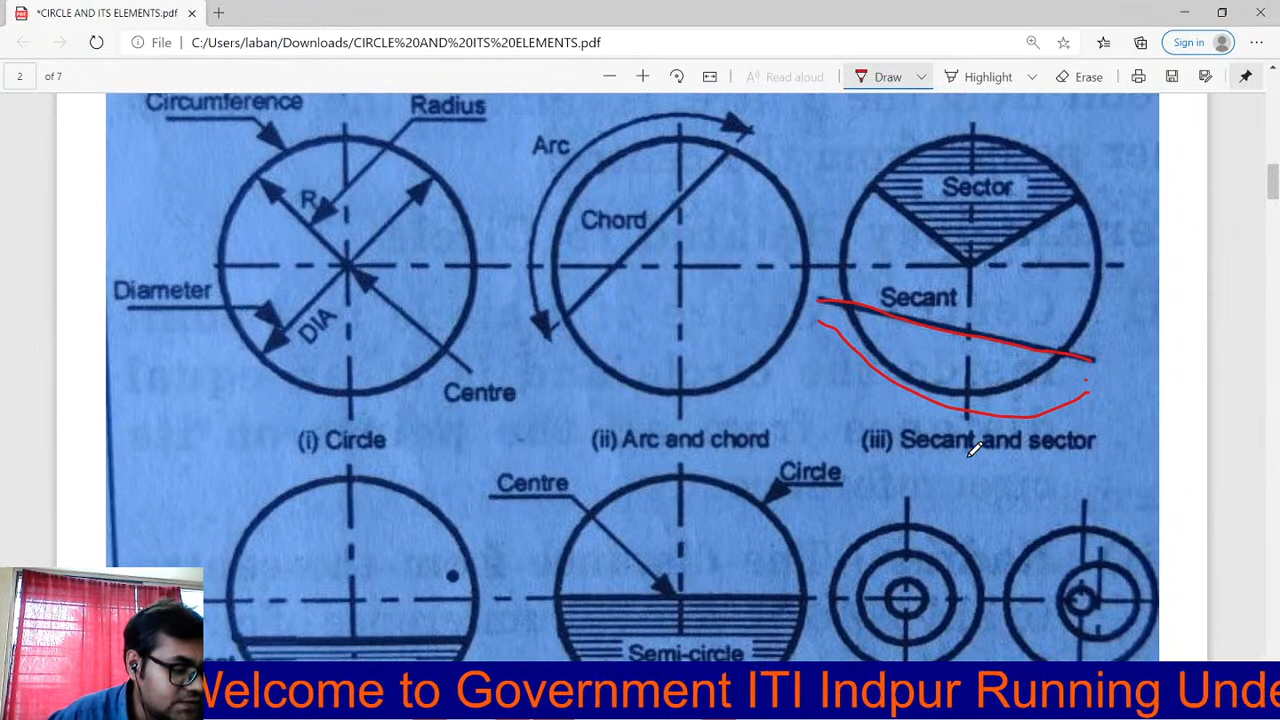 *CIRCLE AND ITS ELEMENTS.pdf
File
C:/Users/laban/Downloads/CIRCLE%20AND%20ITS%20ELEMENTS.pdf
Sign in
2 of 7
Read aloud
Draw
Highlight
Erase
Circumference
Radius
R
Diameter
DIA
Centre
(i) Circle
Arc
Chord
(ii) Arc and chord
Sector
Secant
(iii) Secant and sector
Centre
Circle
Semi-circle
Welcome to Government ITI Indpur Running Unde